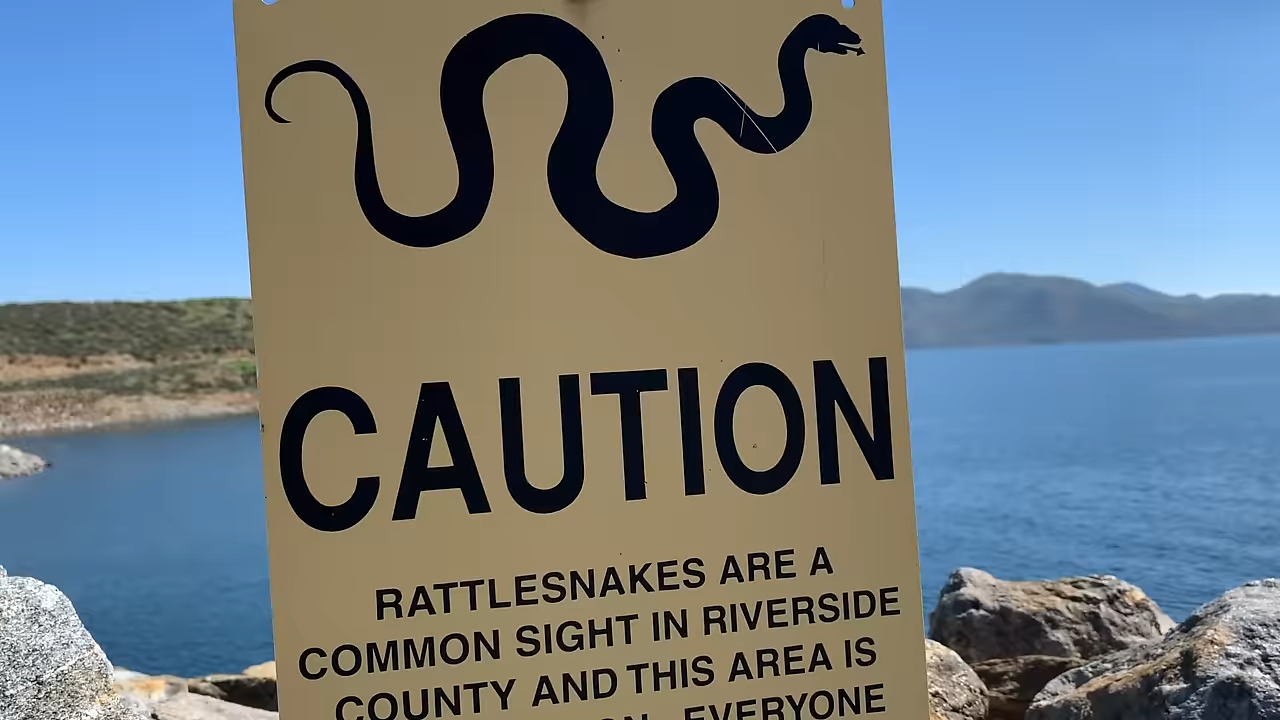 CAUTION
RATTLESNAKES ARE A
COMMON SIGHT IN RIVERSIDE
COUNTY AND THIS AREA IS
EVERYONE